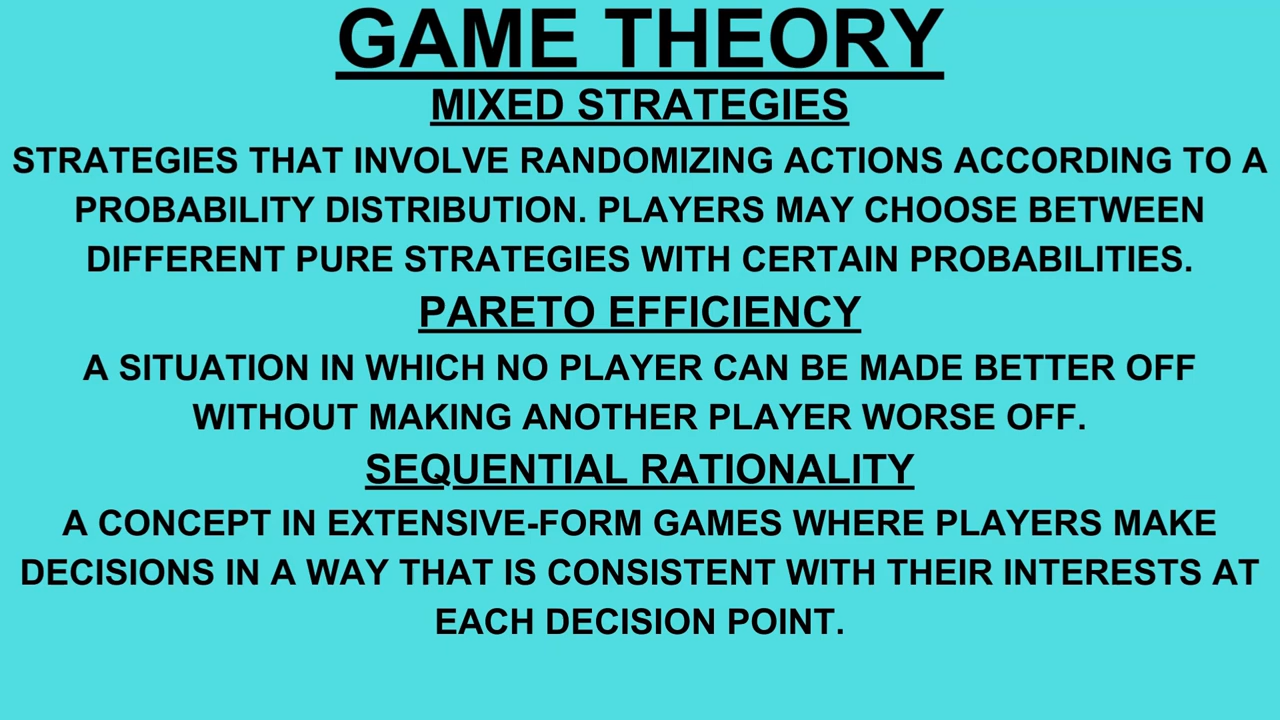 GAME THEORY
MIXED STRATEGIES
STRATEGIES THAT INVOLVE RANDOMIZING ACTIONS ACCORDING TO A
PROBABILITY DISTRIBUTION. PLAYERS MAY CHOOSE BETWEEN
DIFFERENT PURE STRATEGIES WITH CERTAIN PROBABILITIES.
PARETO EFFICIENCY
A SITUATION IN WHICH NO PLAYER CAN BE MADE BETTER OFF
WITHOUT MAKING ANOTHER PLAYER WORSE OFF.
SEQUENTIAL RATIONALITY
A CONCEPT IN EXTENSIVE-FORM GAMES WHERE PLAYERS MAKE
DECISIONS IN A WAY THAT IS CONSISTENT WITH THEIR INTERESTS AT
EACH DECISION POINT.